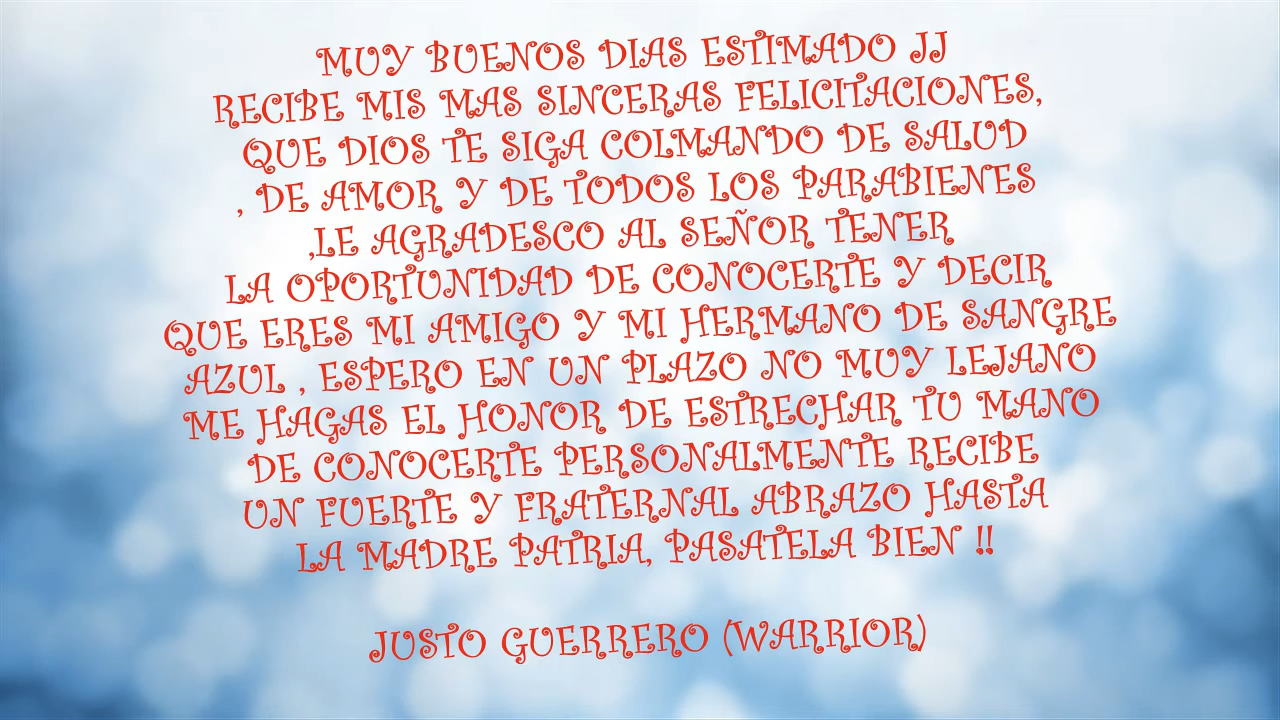 MUY BUENOS DIAS ESTIMADO JJ
RECIBE MIS MAS SINCERAS FELICITACIONES,
QUE DIOS TE SIGA COLMANDO DE SALUD
, DE AMOR Y DE TODOS LOS PARABIENES
,LE AGRADESCO AL SEÑOR TENER
LA OPORTUNIDAD DE CONOCERTE Y DECIR
QUE ERES MI AMIGO Y MI HERMANO DE SANGRE
AZUL , ESPERO EN UN PLAZO NO MUY LEJANO
ME HAGAS EL HONOR DE ESTRECHAR TU MANO
DE CONOCERTE PERSONALMENTE RECIBE
UN FUERTE Y FRATERNAL ABRAZO HASTA
LA MADRE PATRIA, PASATELA BIEN !!
JUSTO GUERRERO (WARRIOR)